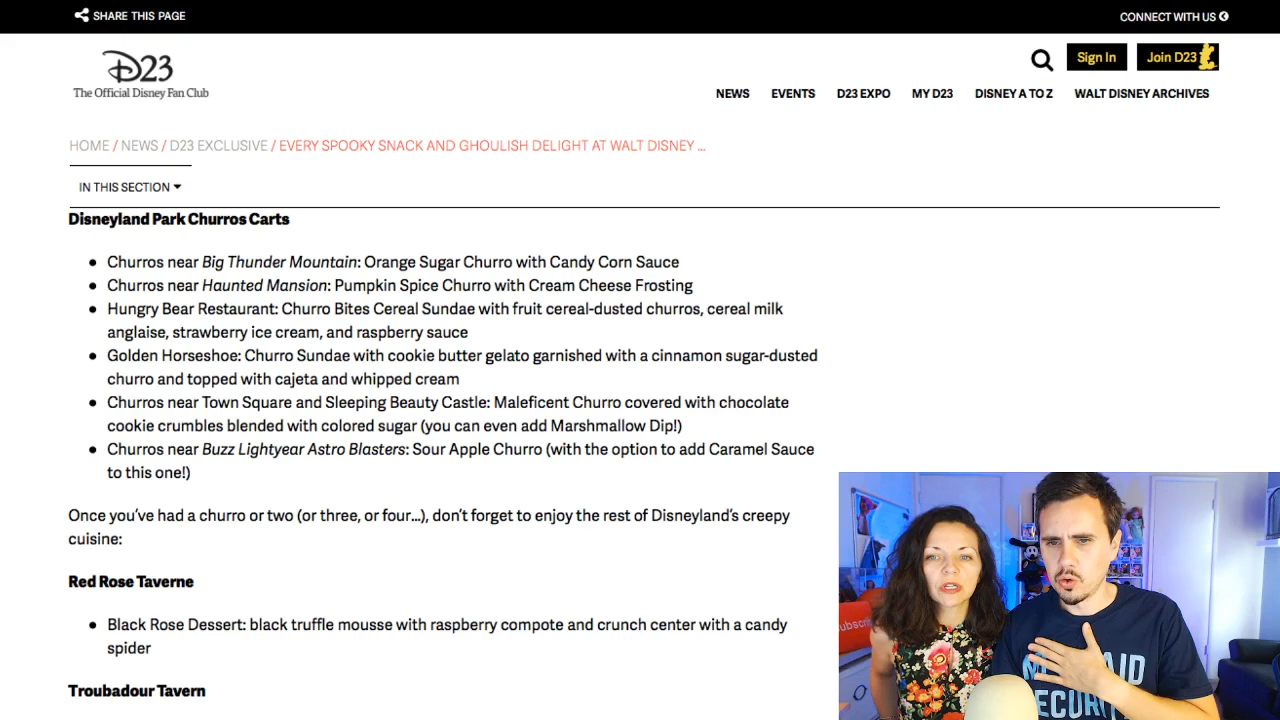 SHARE THIS PAGE
CONNECT WITH US
D23
The Official Disney Fan Club
Sign In
Join D23
NEWS
EVENTS
D23 EXPO
MY D23
DISNEY A TO Z
WALT DISNEY ARCHIVES
HOME / NEWS / D23 EXCLUSIVE / EVERY SPOOKY SNACK AND GHOULISH DELIGHT AT WALT DISNEY ...
IN THIS SECTION
Disneyland Park Churros Carts
● Churros near Big Thunder Mountain: Orange Sugar Churro with Candy Corn Sauce
● Churros near Haunted Mansion: Pumpkin Spice Churro with Cream Cheese Frosting
● Hungry Bear Restaurant: Churro Bites Cereal Sundae with fruit cereal-dusted churros, cereal milk
anglaise, strawberry ice cream, and raspberry sauce
● Golden Horseshoe: Churro Sundae with cookie butter gelato garnished with a cinnamon sugar-dusted
churro and topped with cajeta and whipped cream
● Churros near Town Square and Sleeping Beauty Castle: Maleficent Churro covered with chocolate
cookie crumbles blended with colored sugar (you can even add Marshmallow Dip!)
● Churros near Buzz Lightyear Astro Blasters: Sour Apple Churro (with the option to add Caramel Sauce
to this one!)
Once you've had a churro or two (or three, or four...), don't forget to enjoy the rest of Disneyland's creepy
cuisine:
Red Rose Taverne
● Black Rose Dessert: black truffle mousse with raspberry compote and crunch center with a candy
spider
Troubadour Tavern